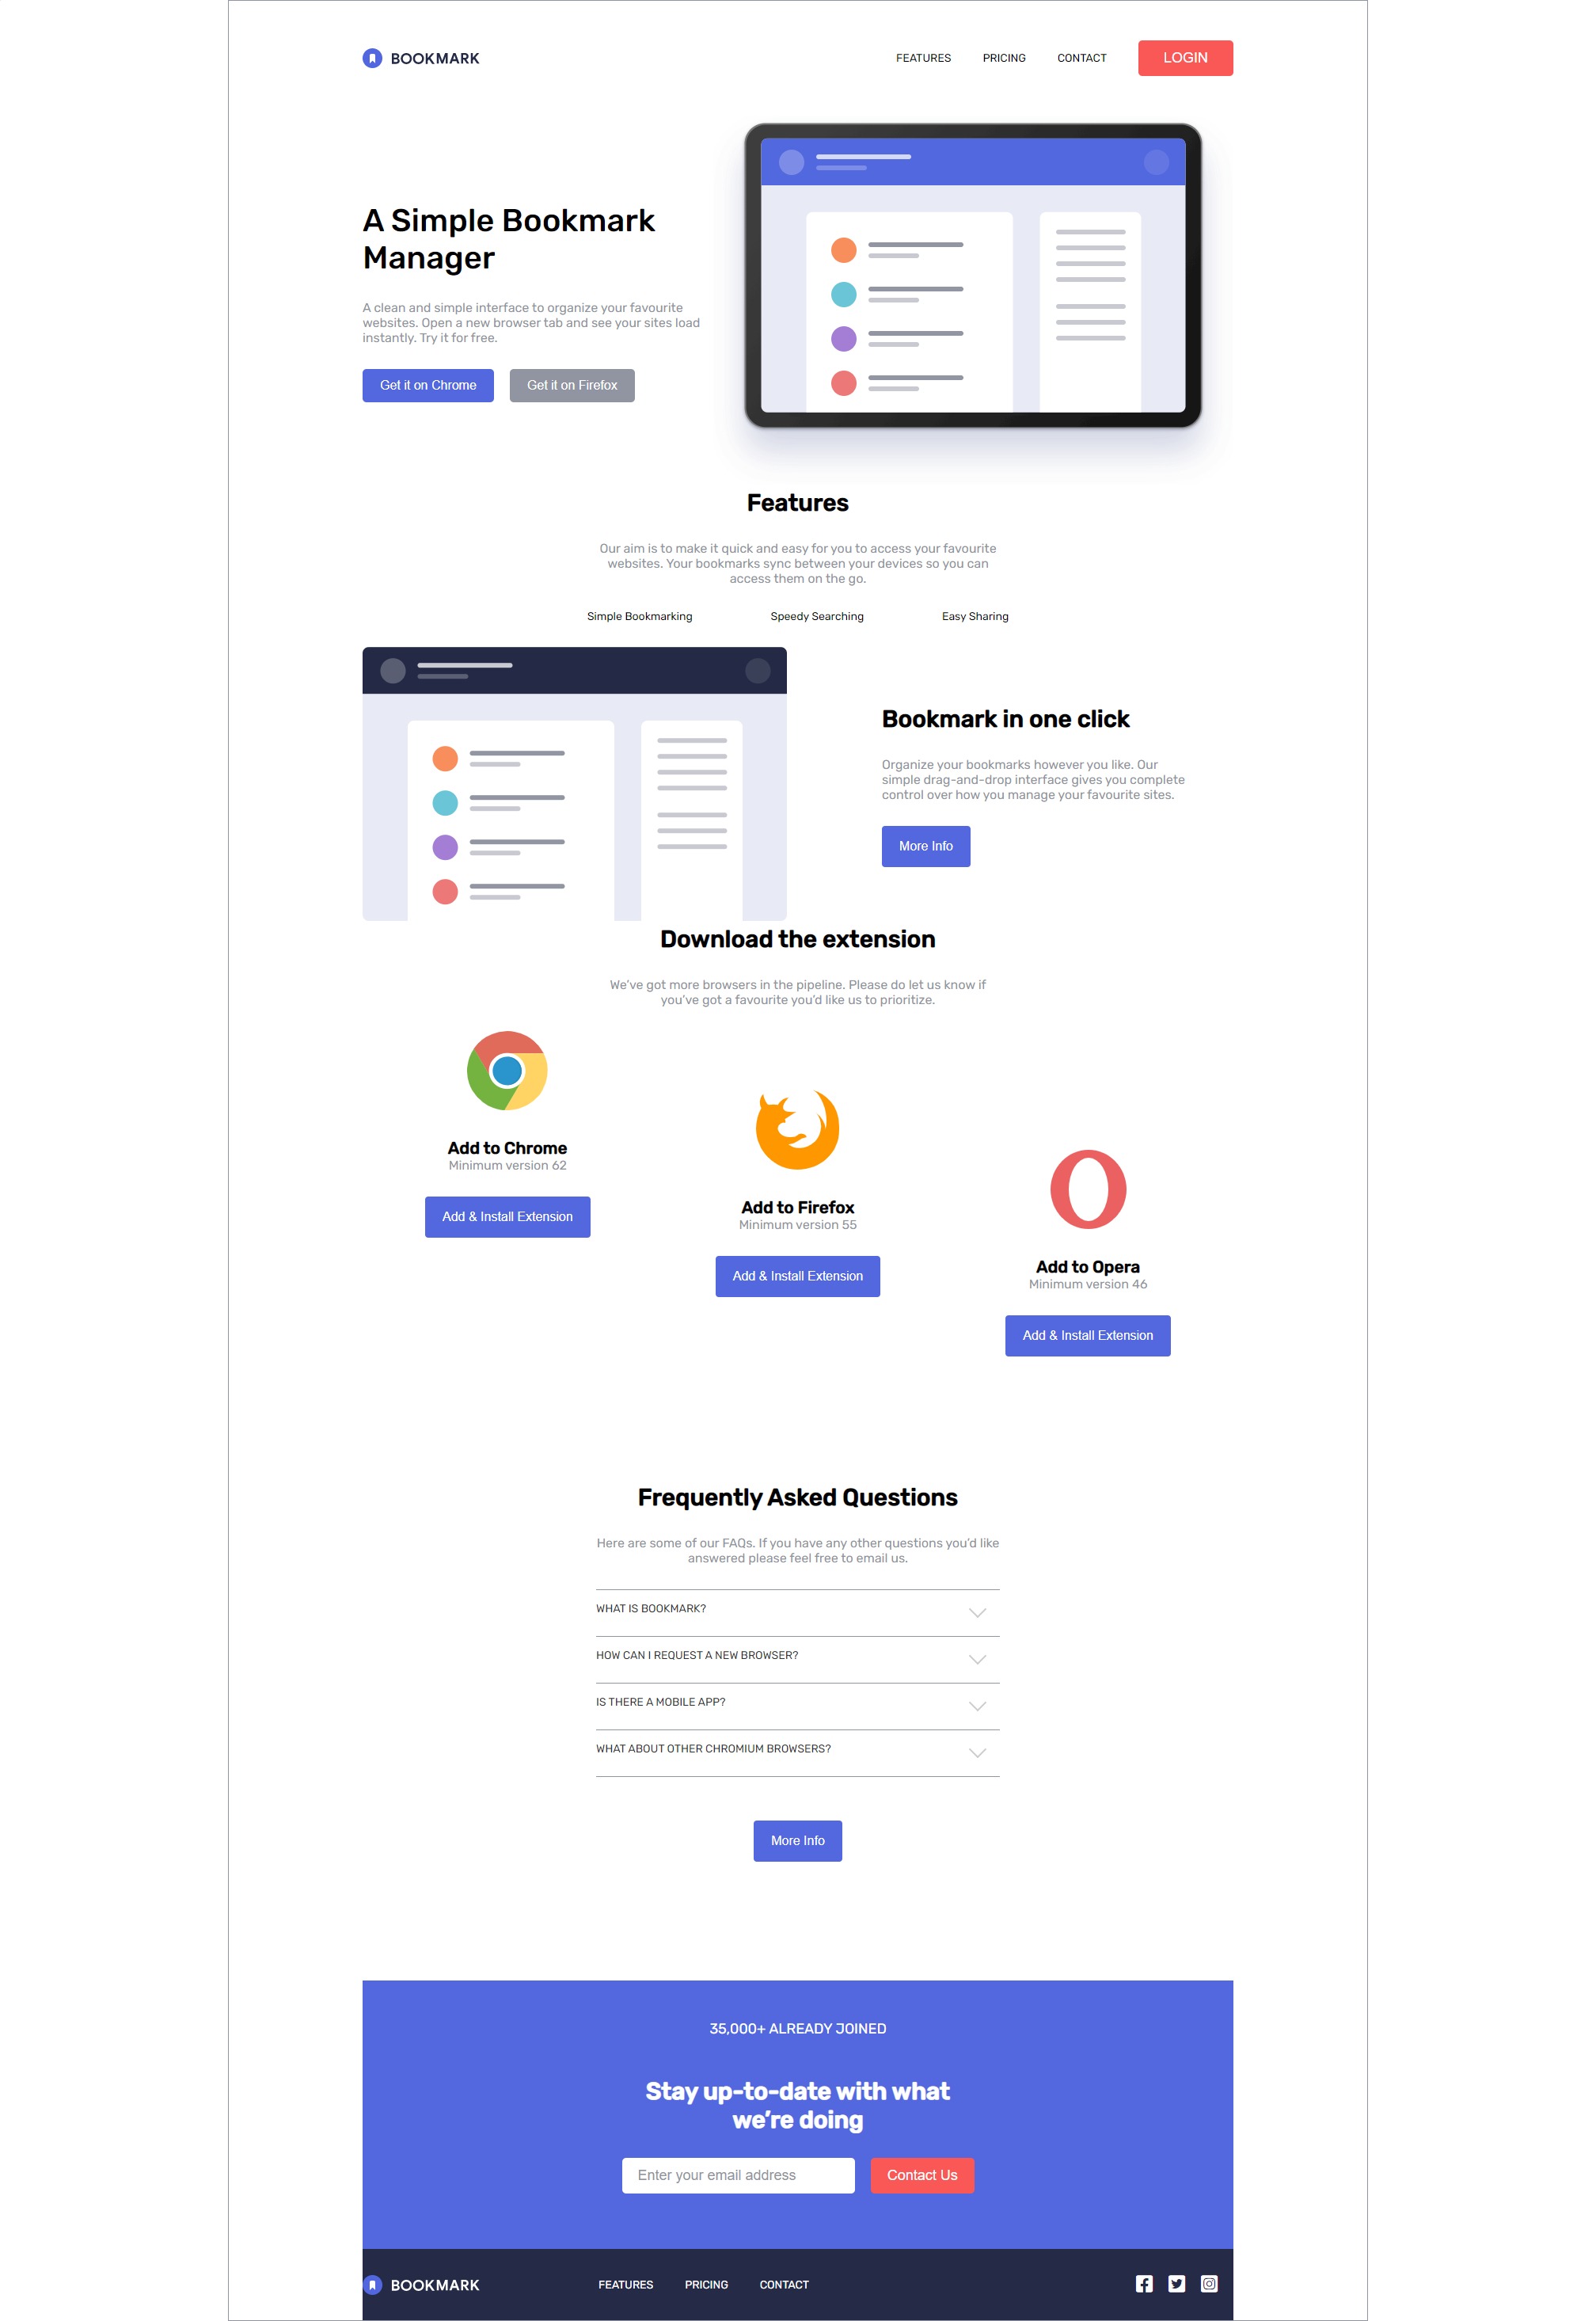 BOOKMARK
FEATURES
PRICING
CONTACT
LOGIN
A Simple Bookmark
Manager
A clean and simple interface to organize your favourite
websites. Open a new browser tab and see your sites load
instantly. Try it for free.
Get it on Chrome
Get it on Firefox
Features
Our aim is to make it quick and easy for you to access your favourite
websites. Your bookmarks sync between your devices so you can
access them on the go.
Simple Bookmarking
Speedy Searching
Easy Sharing
Bookmark in one click
Organize your bookmarks however you like. Our
simple drag-and-drop interface gives you complete
control over how you manage your favourite sites.
More Info
Download the extension
We've got more browsers in the pipeline. Please do let us know if
you've got a favourite you'd like us to prioritize.
Add to Chrome
Minimum version 62
Add & Install Extension
Add to Firefox
Minimum version 55
Add & Install Extension
Add to Opera
Minimum version 46
Add & Install Extension
Frequently Asked Questions
Here are some of our FAQs. If you have any other questions you'd like
answered please feel free to email us.
WHAT IS BOOKMARK?
HOW CAN I REQUEST A NEW BROWSER?
IS THERE A MOBILE APP?
WHAT ABOUT OTHER CHROMIUM BROWSERS?
More Info
35,000+ ALREADY JOINED
Stay up-to-date with what
we're doing
Enter your email address
Contact Us
BOOKMARK
FEATURES
PRICING
CONTACT